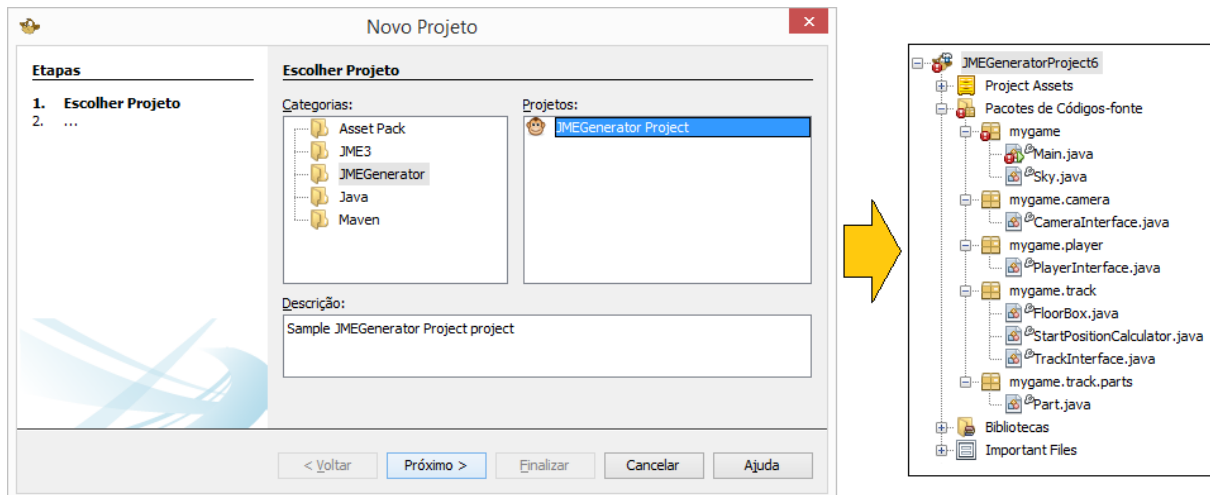 Novo Projeto
Etapas
1. Escolher Projeto
2. ...
Escolher Projeto
Categorias:
Asset Pack
JME3
JMEGenerator
Java
Maven
Projetos:
JMEGenerator Project
Descrição:
Sample JMEGenerator Project project
< Voltar
Próximo >
Finalizar
Cancelar
Ajuda
JMEGeneratorProject6
Project Assets
Pacotes de Códigos-fonte
mygame
Main.java
Sky.java
mygame.camera
CameraInterface.java
mygame.player
PlayerInterface.java
mygame.track
FloorBox.java
StartPositionCalculator.java
TrackInterface.java
mygame.track.parts
Part.java
Bibliotecas
Important Files